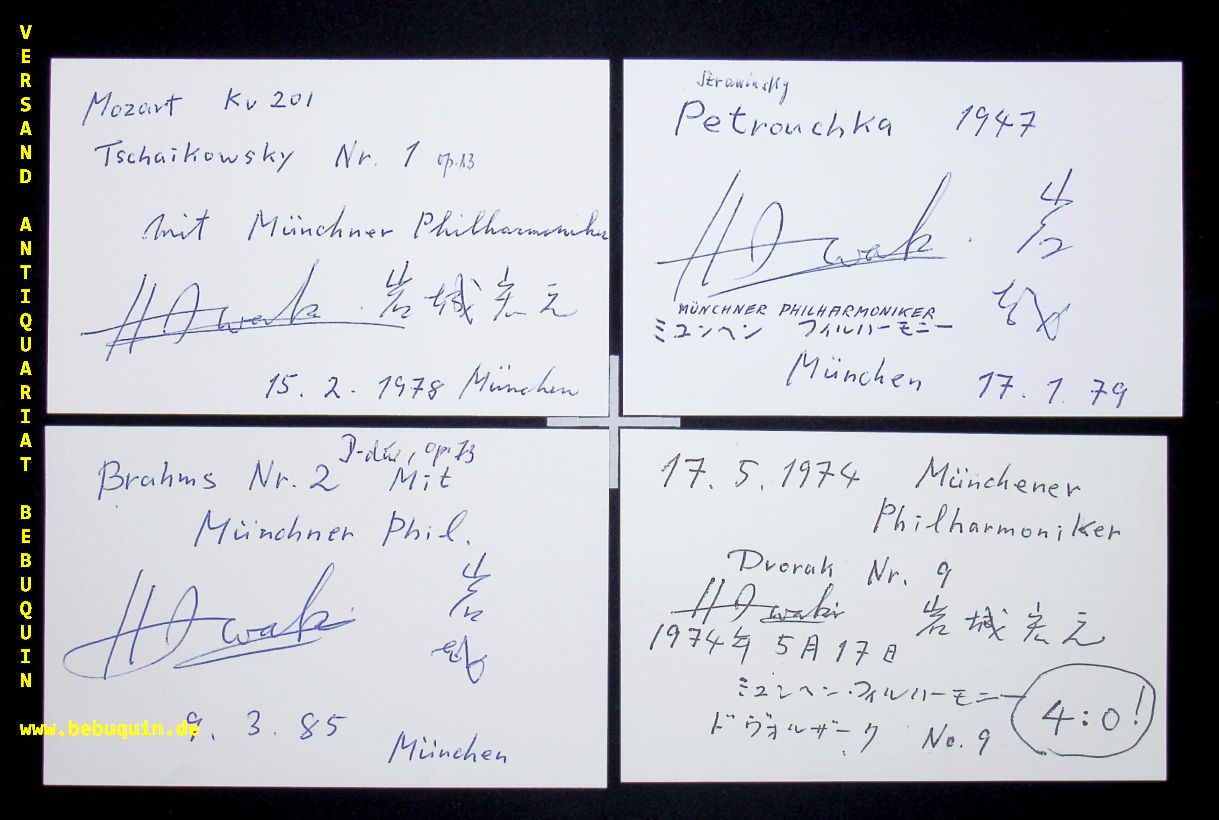 VERSAND ANTIQUARIAT BEBUQUIN
www.bebuquin.de
Mozart KV 201
Tschaikowsky Nr. 1 op.13
mit Münchner Philharmoniker
HIwaki 岩城宏之
15. 2. 1978 München
Strawinsky
Petrouchka 1947
HIwaki 岩城
MÜNCHNER PHILHARMONIKER
ミュンヘン フィルハーモニー
München 17. 1. 79
D-dur, op.73
Brahms Nr. 2 Mit
Münchner Phil.
HIwaki 岩城
9. 3. 85
München
17. 5. 1974 Münchener
Philharmoniker
Dvorak Nr. 9
HIwaki 岩城宏之
1974年 5月 17日
ミュンヘン・フィルハーモニー
ドヴォルザーク No. 9
4:0!